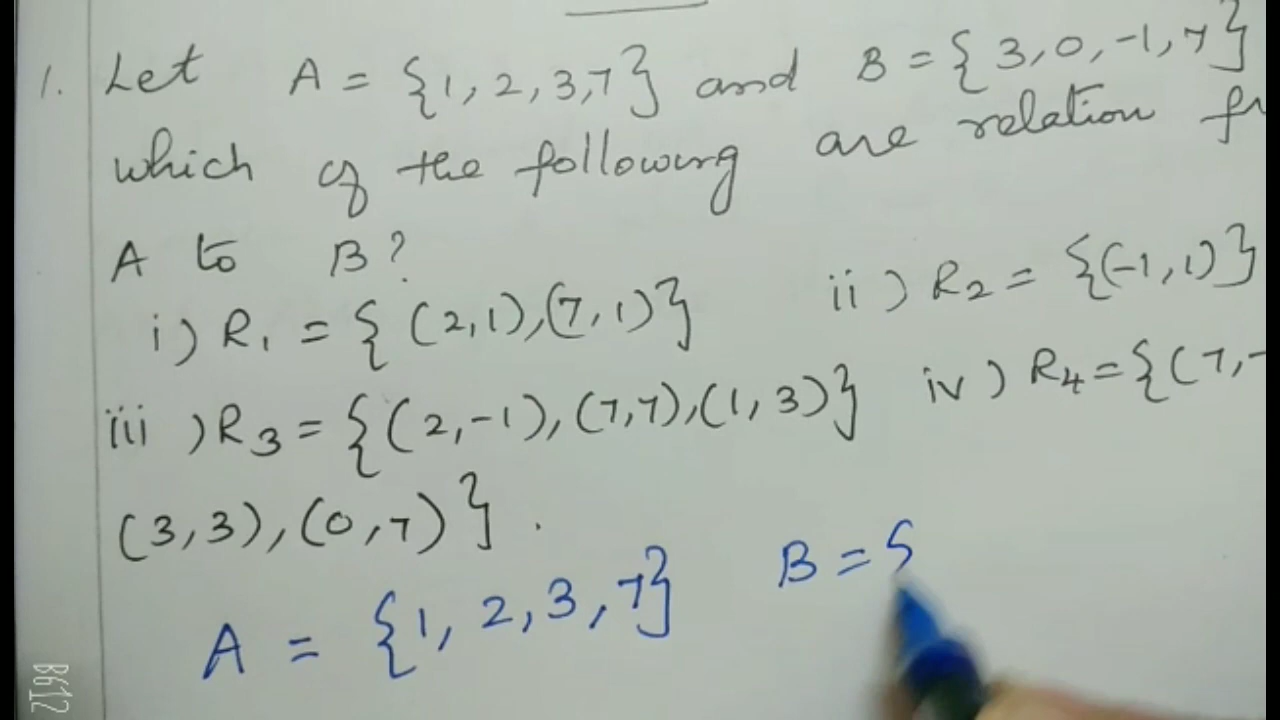 1. Let A = {1, 2, 3, 7} and B = {3, 0, -1, 7}
which of the following are relation
A to B?
i) R₁ = { (2,1), (7,1)} ii) R₂ = {(-1,1)}
iii) R₃ = {(2,-1), (7,7), (1,3)} iv) R₄ = {(7,-
(3,3), (0,7)}.
A = {1, 2, 3, 7} B =
B612